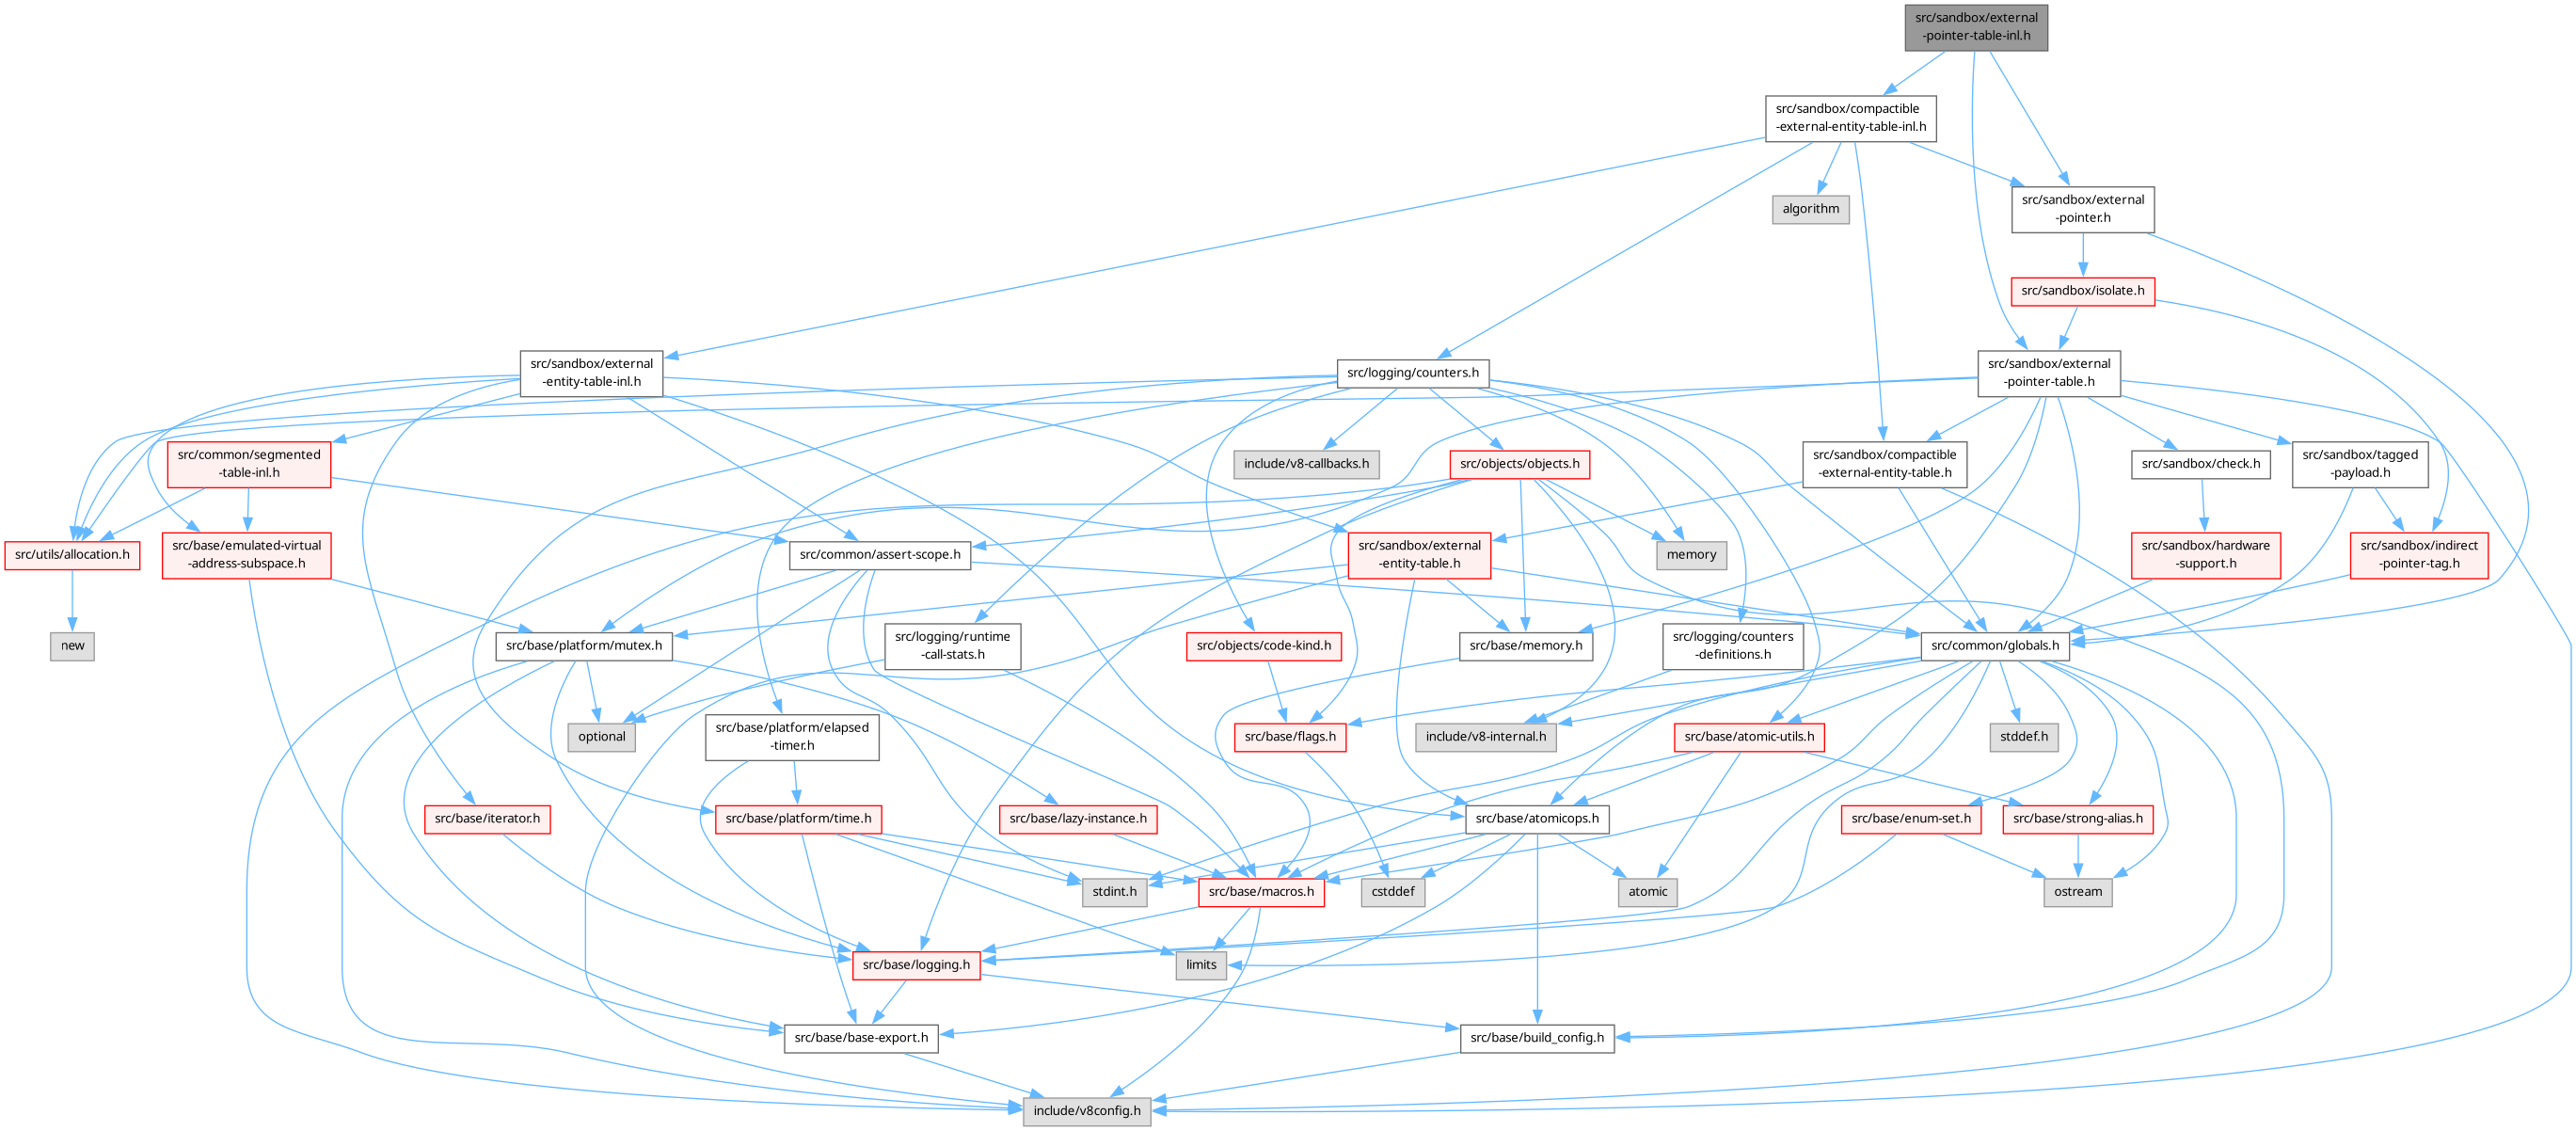 src/sandbox/external
-pointer-table-inl.h
src/sandbox/compactible
-external-entity-table-inl.h
algorithm
src/sandbox/external
-pointer.h
src/sandbox/isolate.h
src/sandbox/external
-entity-table-inl.h
src/logging/counters.h
src/sandbox/external
-pointer-table.h
src/common/segmented
-table-inl.h
include/v8-callbacks.h
src/objects/objects.h
src/sandbox/compactible
-external-entity-table.h
src/sandbox/check.h
src/sandbox/tagged
-payload.h
src/utils/allocation.h
src/base/emulated-virtual
-address-subspace.h
src/common/assert-scope.h
src/sandbox/external
-entity-table.h
memory
src/sandbox/hardware
-support.h
src/sandbox/indirect
-pointer-tag.h
new
src/base/platform/mutex.h
src/logging/runtime
-call-stats.h
src/objects/code-kind.h
src/base/memory.h
src/logging/counters
-definitions.h
src/common/globals.h
optional
src/base/platform/elapsed
-timer.h
src/base/flags.h
include/v8-internal.h
src/base/atomic-utils.h
stddef.h
src/base/iterator.h
src/base/platform/time.h
src/base/lazy-instance.h
src/base/atomicops.h
src/base/enum-set.h
src/base/strong-alias.h
stdint.h
src/base/macros.h
cstddef
atomic
ostream
src/base/logging.h
limits
src/base/base-export.h
src/base/build_config.h
include/v8config.h